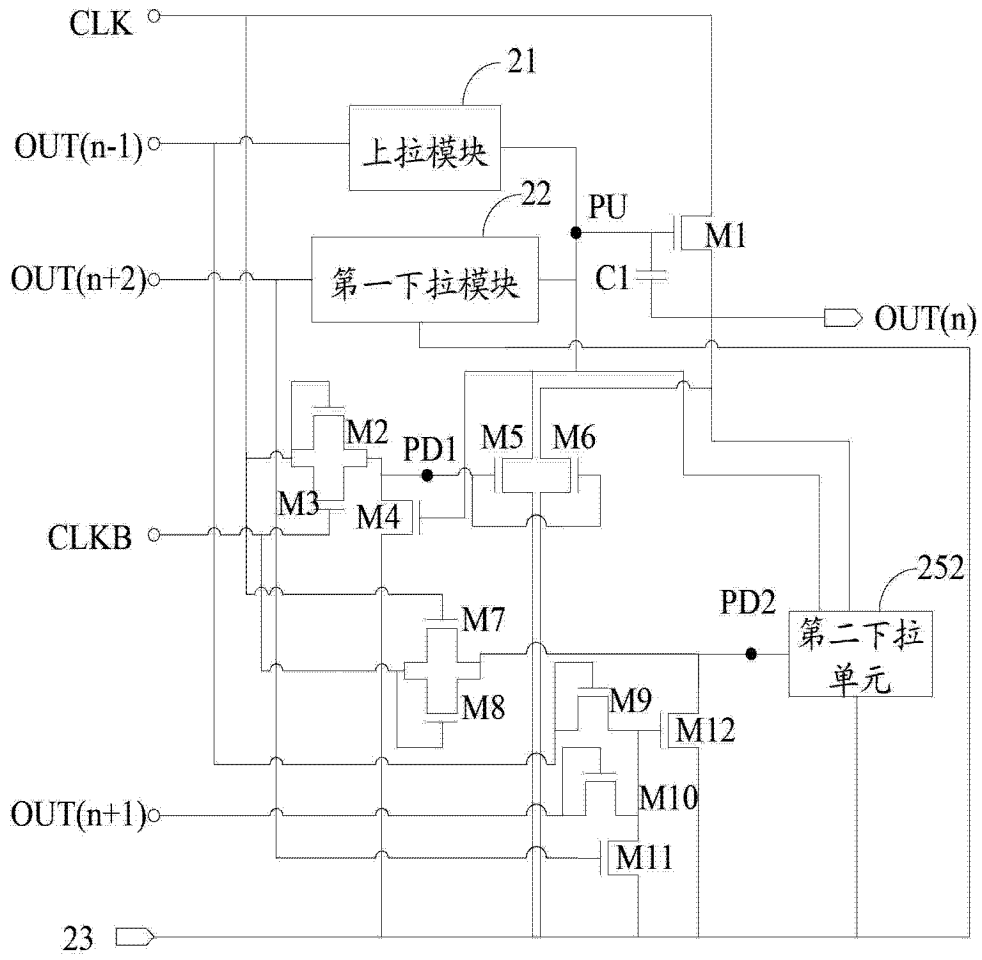 CLK
21
OUT(n-1)
上拉模块
22
PU
M1
OUT(n+2)
第一下拉模块
C1
OUT(n)
M2
PD1
M5
M6
M3
M4
CLKB
252
M7
PD2
第二下拉
单元
M8
M9
M12
M10
OUT(n+1)
M11
23